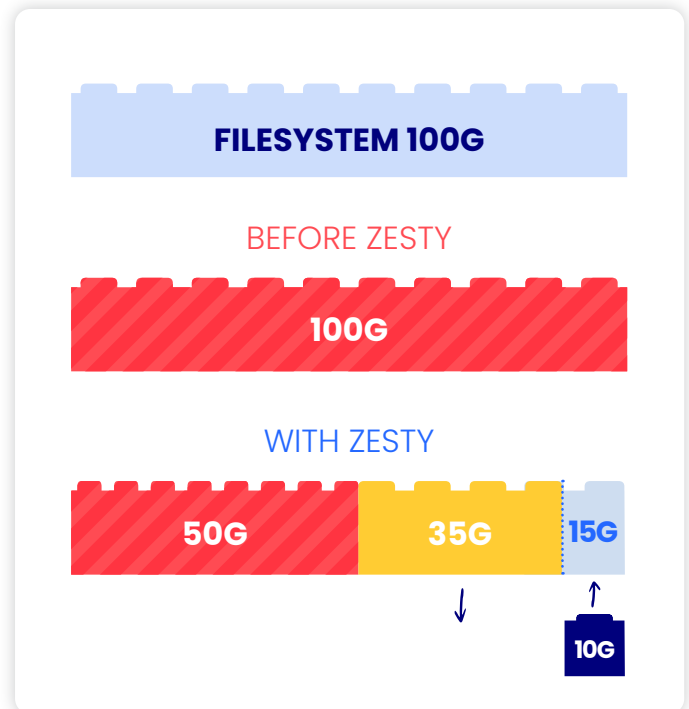 FILESYSTEM 100G
BEFORE ZESTY
100G
WITH ZESTY
50G 35G 15G
10G